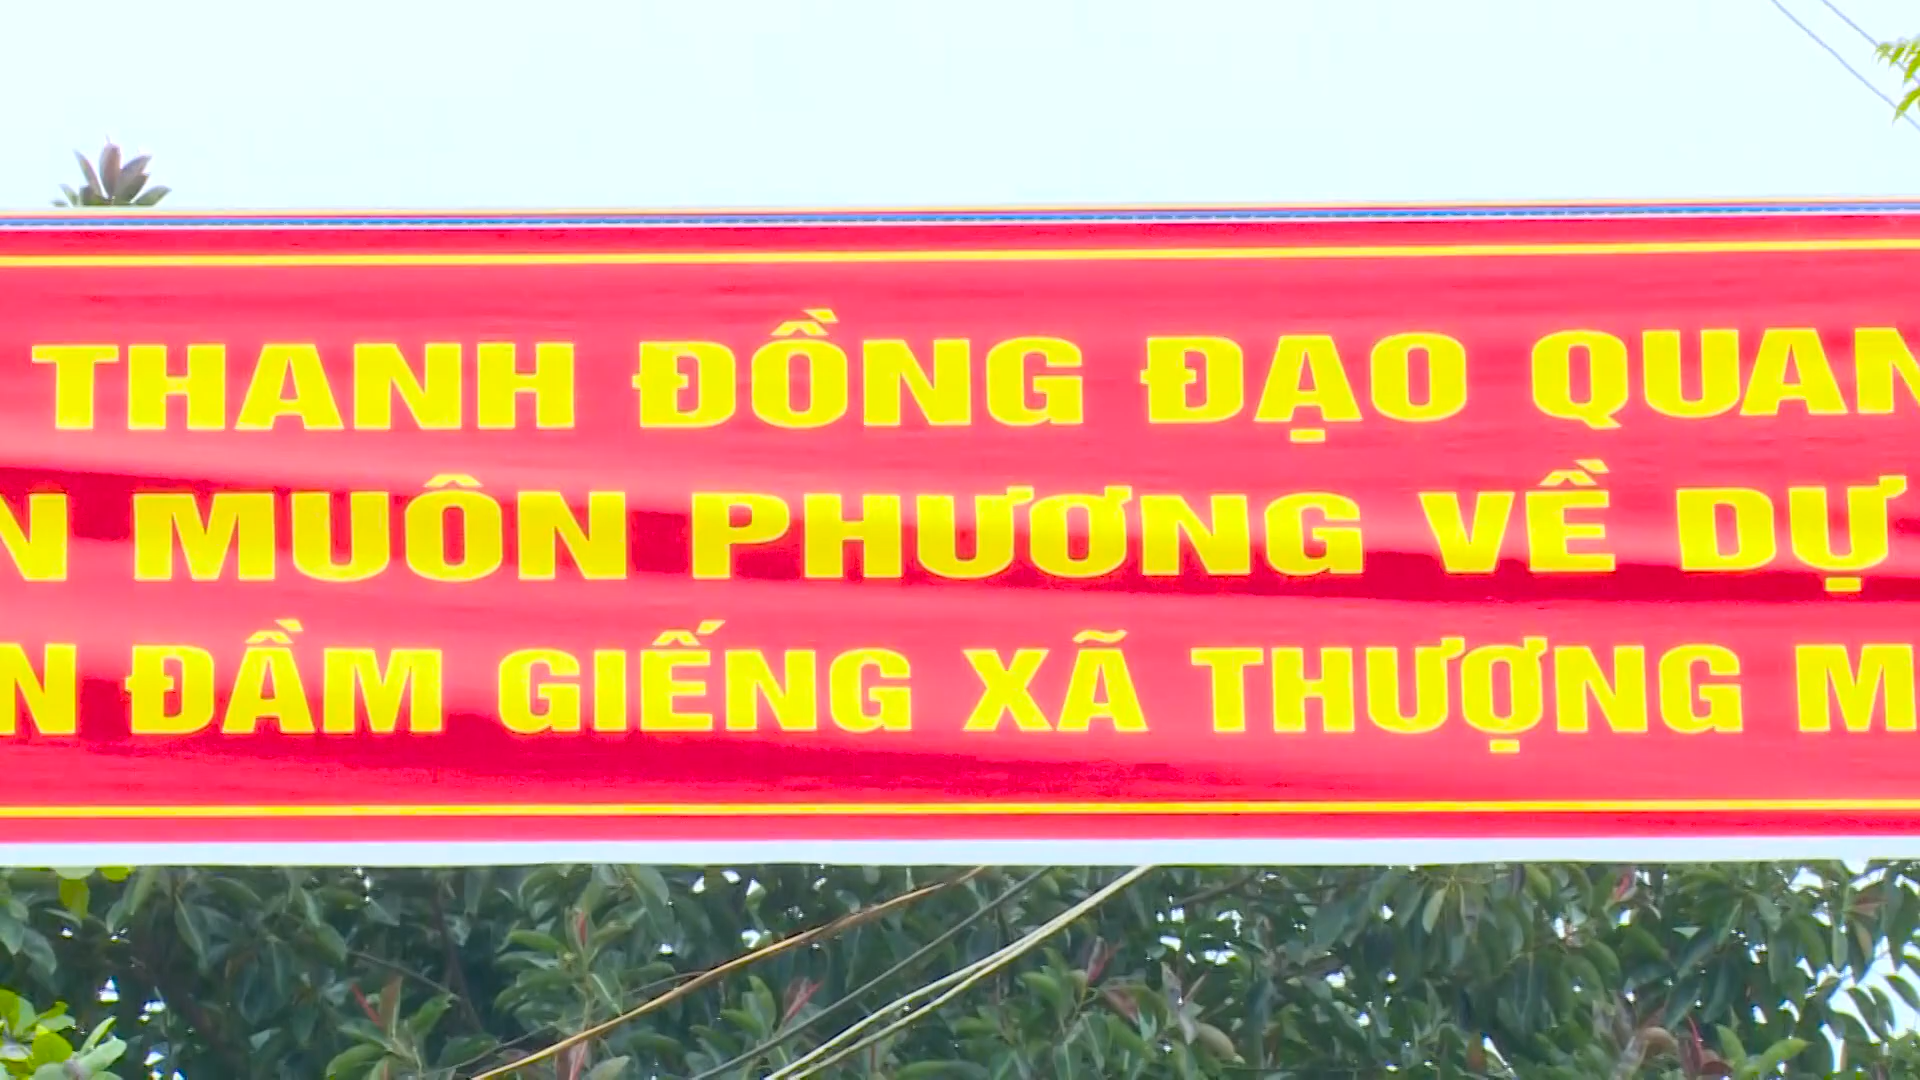 THANH ĐỒNG ĐẠO QUAN
N MUÔN PHƯƠNG VỀ DỰ
N ĐẦM GIẾNG XÃ THƯỢNG M